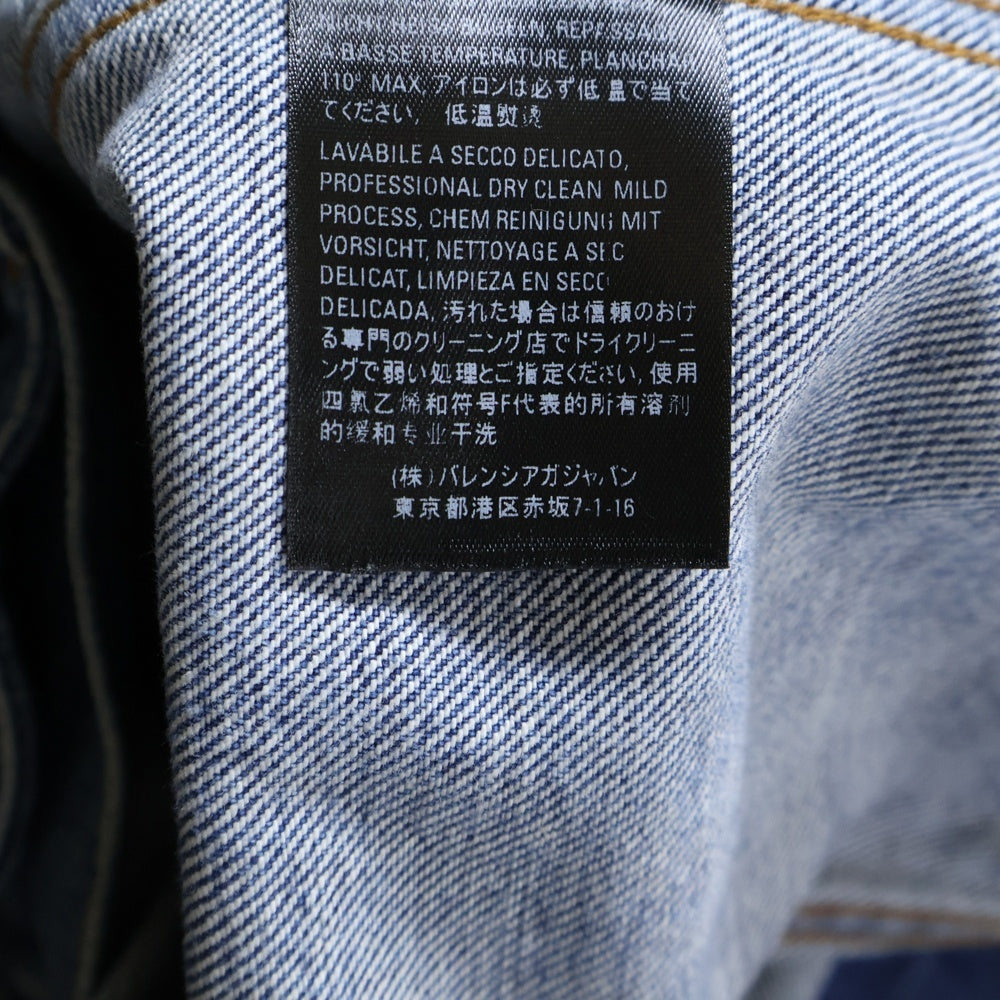 A BASSE TEMPERATURE, PLANCHAR
110° MAX, アイロンは必ず低温で当て
てください, 低温熨烫
LAVABILE A SECCO DELICATO,
PROFESSIONAL DRY CLEAN MILD
PROCESS, CHEM REINIGUNG MIT
VORSICHT, NETTOYAGE A SEC
DELICAT, LIMPIEZA EN SECO
DELICADA, 汚れた場合は信頼のおけ
る専門のクリーニング店でドライクリーニ
ングで弱い処理とご指定ください, 使用
四氯乙烯和符号F代表的所有溶剂
的缓和专业干洗
(株)バレンシアガジャパン
東京都港区赤坂7-1-16